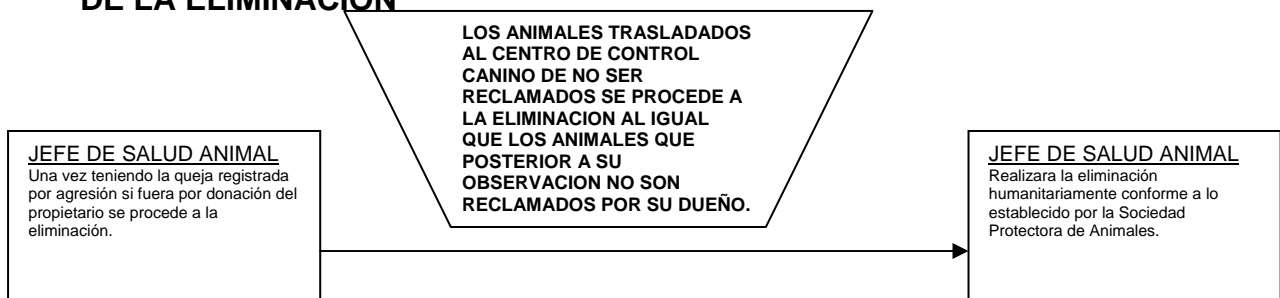 DE LA ELIMINACIÓN
LOS ANIMALES TRASLADADOS
AL CENTRO DE CONTROL
CANINO DE NO SER
RECLAMADOS SE PROCEDE A
LA ELIMINACION AL IGUAL
QUE LOS ANIMALES QUE
POSTERIOR A SU
OBSERVACION NO SON
RECLAMADOS POR SU DUEÑO.
JEFE DE SALUD ANIMAL
Una vez teniendo la queja registrada
por agresión si fuera por donación del
propietario se procede a la
eliminación.
JEFE DE SALUD ANIMAL
Realizara la eliminación
humanitariamente conforme a lo
establecido por la Sociedad
Protectora de Animales.